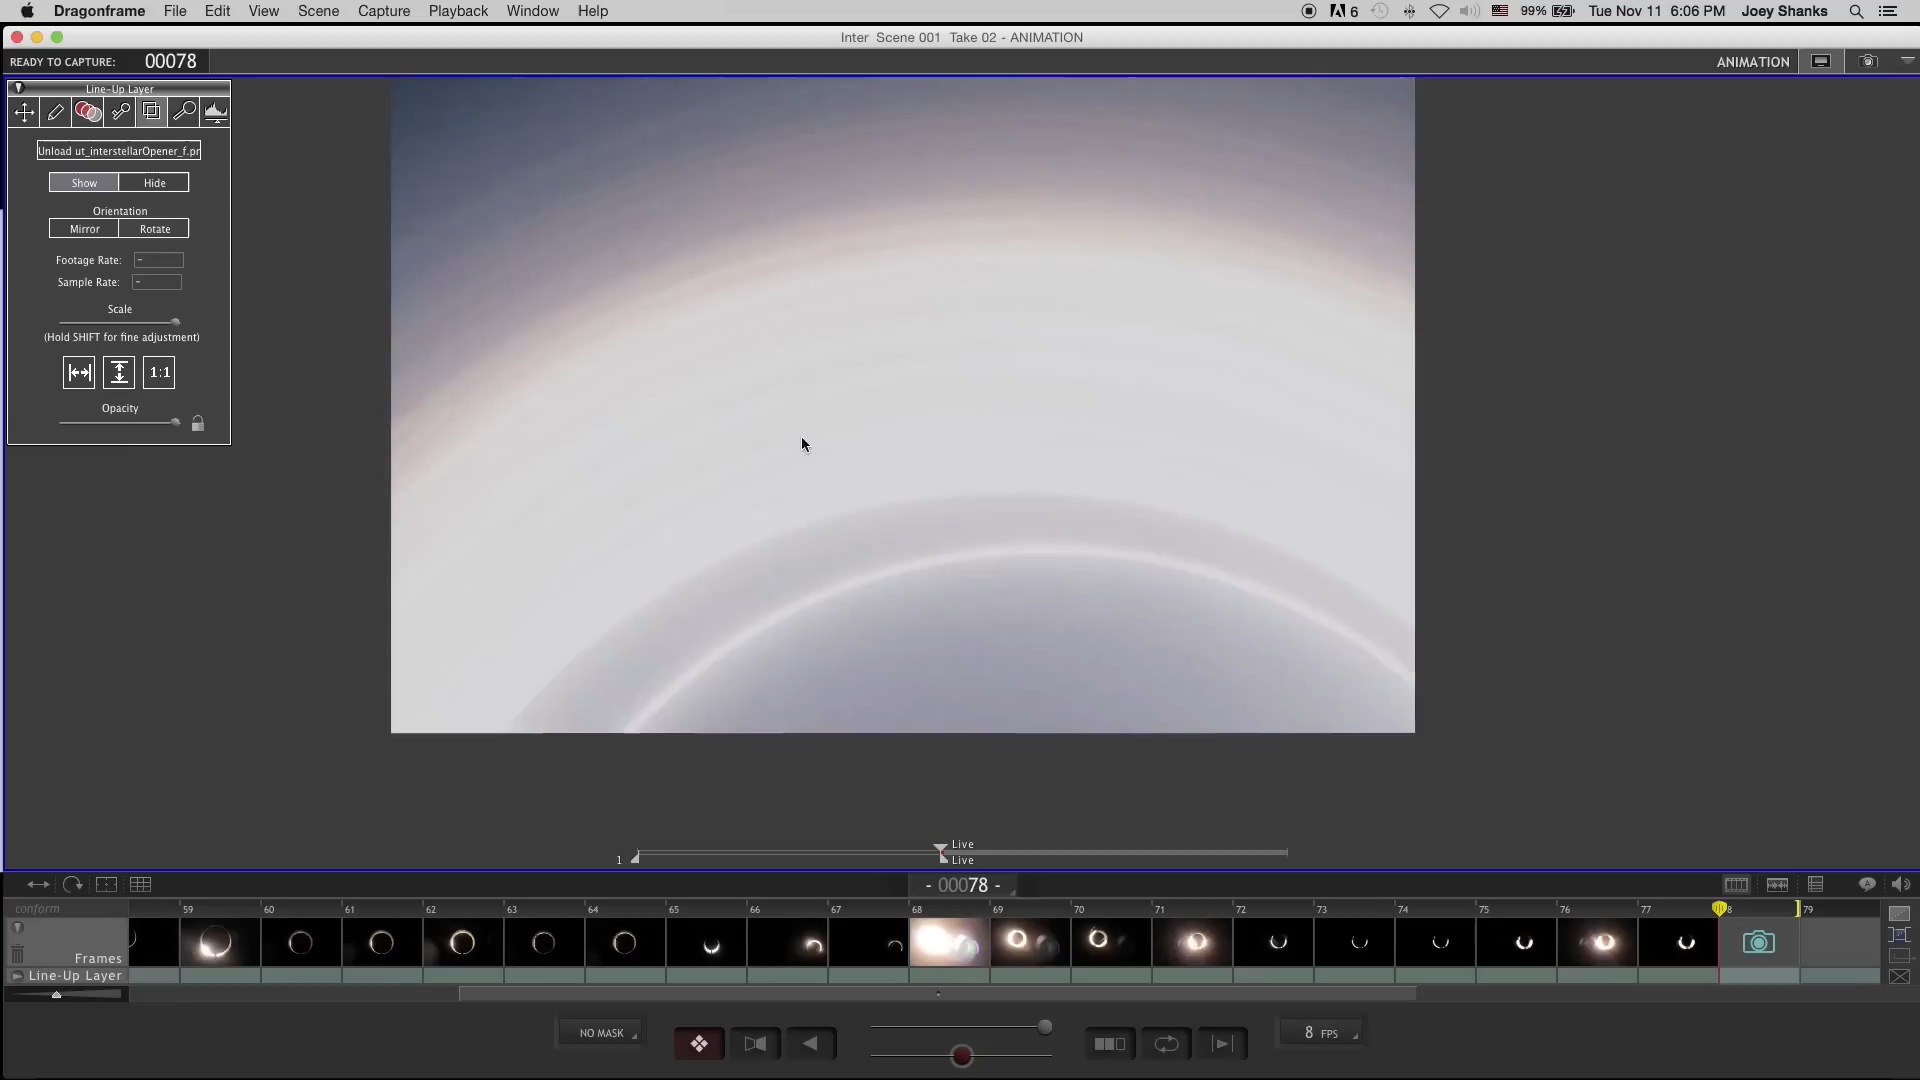 Dragonframe File Edit View Scene Capture Playback Window Help 6 99% Tue Nov 11 6:06 PM Joey Shanks
Inter Scene 001 Take 02 - ANIMATION
READY TO CAPTURE: 00078 ANIMATION
Line-Up Layer
Unload ut_interstellarOpener_f.pr
Show Hide
Orientation
Mirror Rotate
Footage Rate: -
Sample Rate: -
Scale
(Hold SHIFT for fine adjustment)
1:1
Opacity
Live
1 Live
- 00078 -
conform 59 60 61 62 63 64 65 66 67 68 69 70 71 72 73 74 75 76 77 8 79
Frames
Line-Up Layer
NO MASK 8 FPS